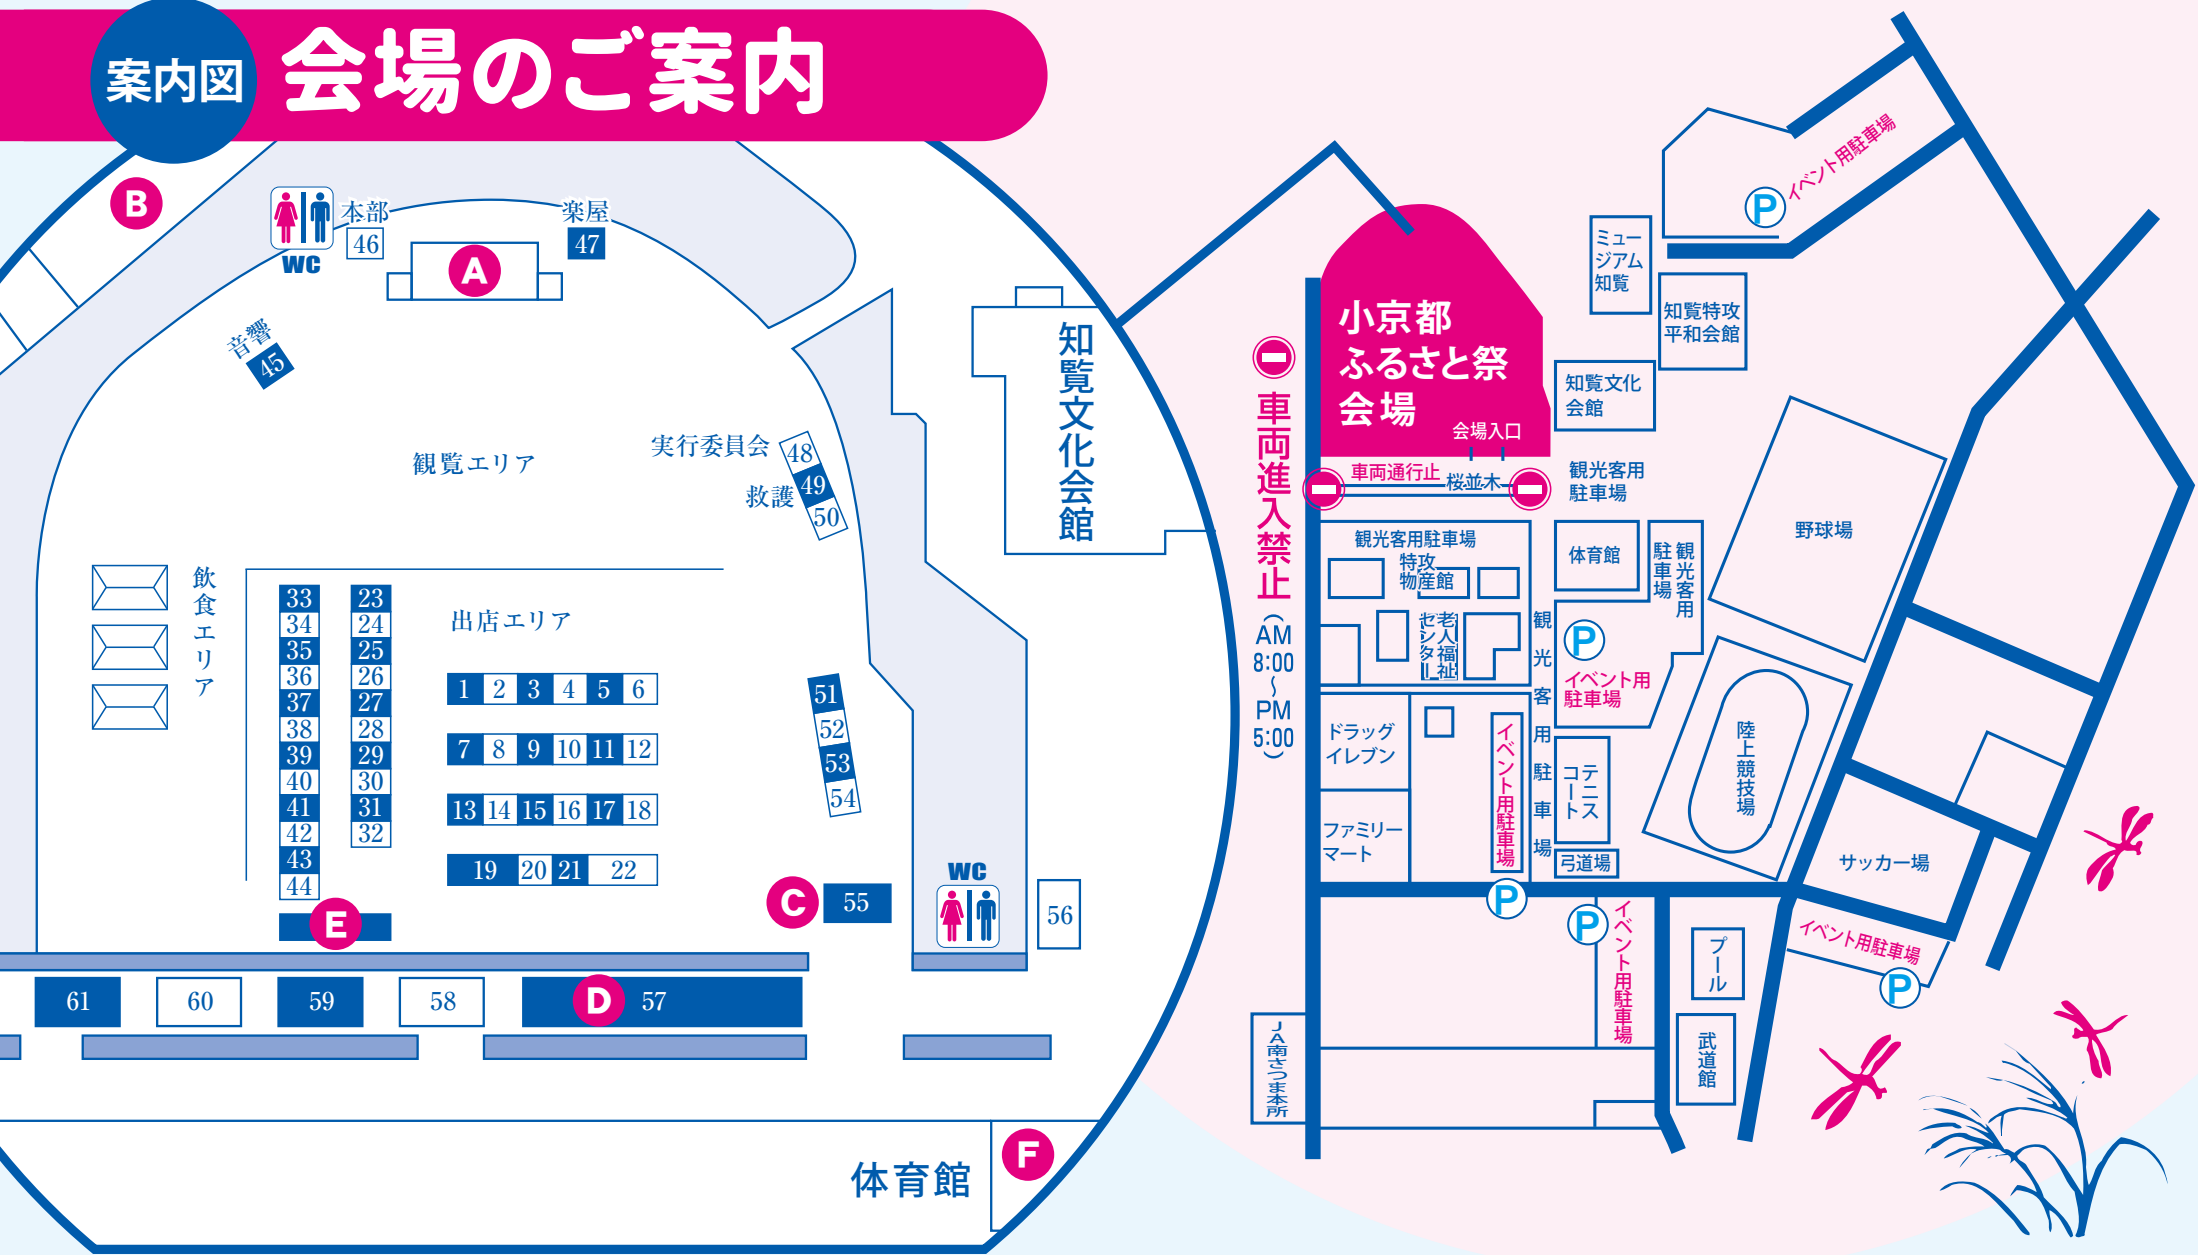 案内図
会場のご案内
B
WC
本部
46
楽屋
47
A
音響
45
観覧エリア
実行委員会
救護
48
49
50
知覧文化会館
飲食エリア
33
34
35
36
37
38
39
40
41
42
43
44
23
24
25
26
27
28
29
30
31
32
出店エリア
1 2 3 4 5 6
7 8 9 10 11 12
13 14 15 16 17 18
19 20 21 22
51
52
53
54
C
55
WC
56
E
61
60
59
58
D
57
体育館
F
小京都
ふるさと祭
会場
会場入口
車両進入禁止
(AM
8:00
〜
PM
5:00)
車両通行止
桜並木
イベント用駐車場
P
ミュー
ジアム
知覧
知覧特攻
平和会館
知覧文化
会館
観光客用
駐車場
観光客用駐車場
特攻
物産館
老人福祉
センター
体育館
観光客用
駐車場
P
イベント用
駐車場
観光客用駐車場
野球場
陸上競技場
ドラッグ
イレブン
ファミリー
マート
イベント用駐車場
P
テニス
コート
弓道場
サッカー場
イベント用駐車場
P
P
イベント用駐車場
プール
武道館
JA南さつま本所